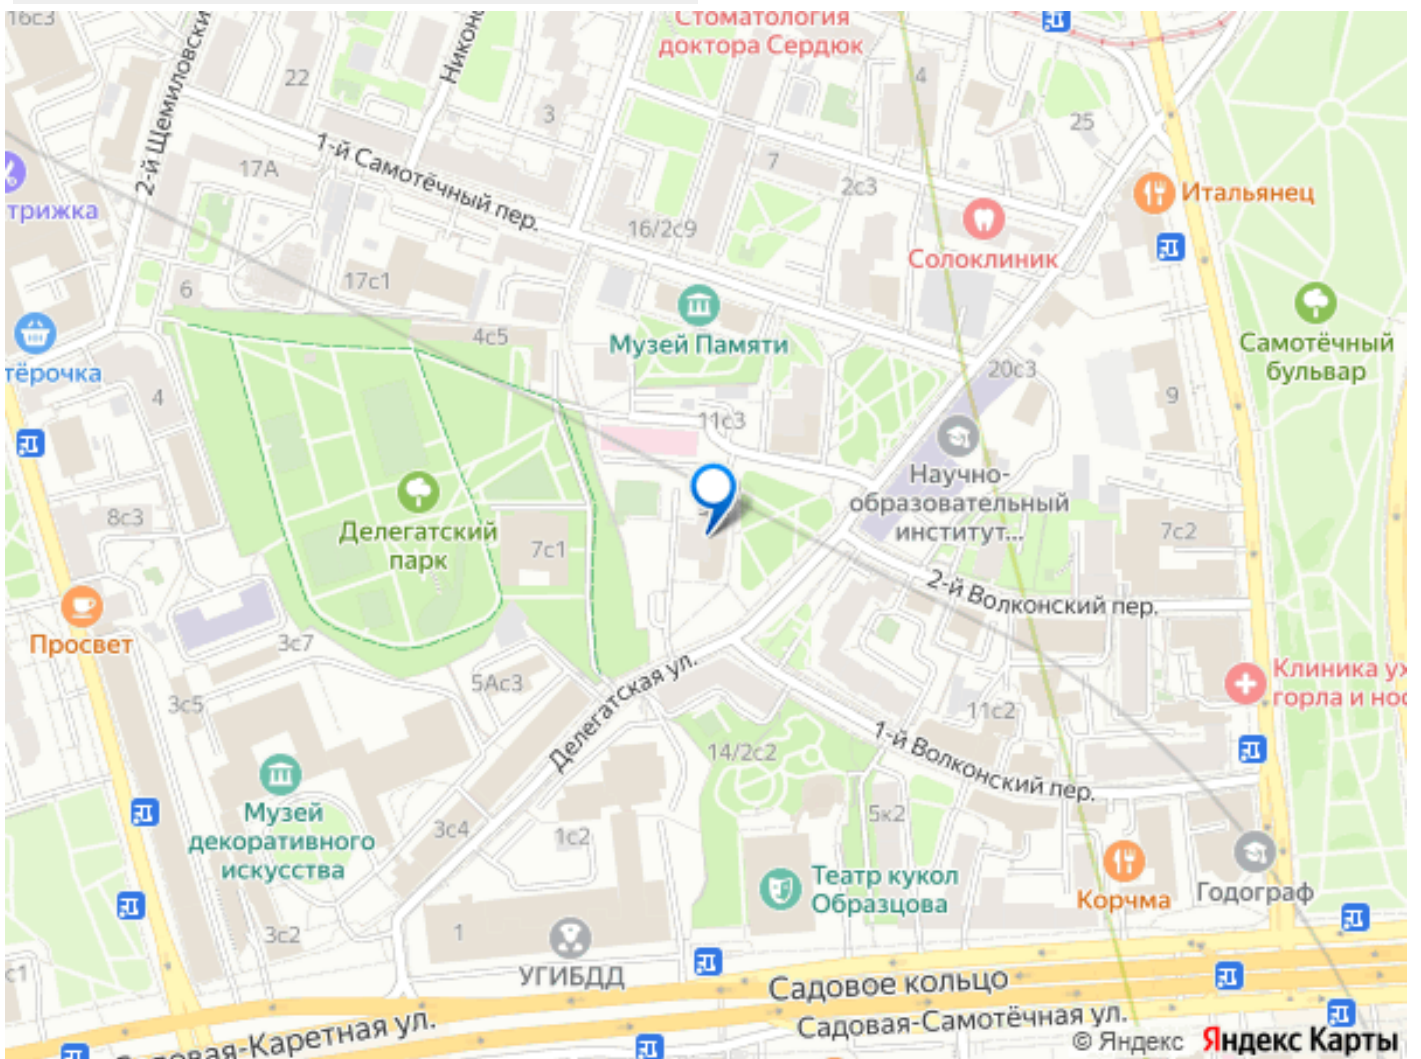 16с3
Стоматология
доктора Сердюк
2-й Щемиловский
22
4
3
25
1-й Самотёчный пер.
17А
7
2с3
Итальянец
трижка
16/2с9
Солоклиник
17с1
6
Музей Памяти
4с5
Самотёчный
бульвар
тёрочка
20с3
4
9
11с3
Научно-
образовательный
институт...
8с3
Делегатский
парк
7с1
7с2
2-й Волконский пер.
Просвет
3с7
5Ас3
Делегатская ул.
Клиника ух
горла и нос
3с5
11с2
1-й Волконский пер.
14/2с2
Музей
декоративного
искусства
3с4
1с2
5к2
Театр кукол
Образцова
Корчма
Годограф
3с2
1
с1
УГИБДД
Садовое кольцо
Садовая-Самотёчная ул.
Садовая-Каретная ул.
© Яндекс Яндекс Карты